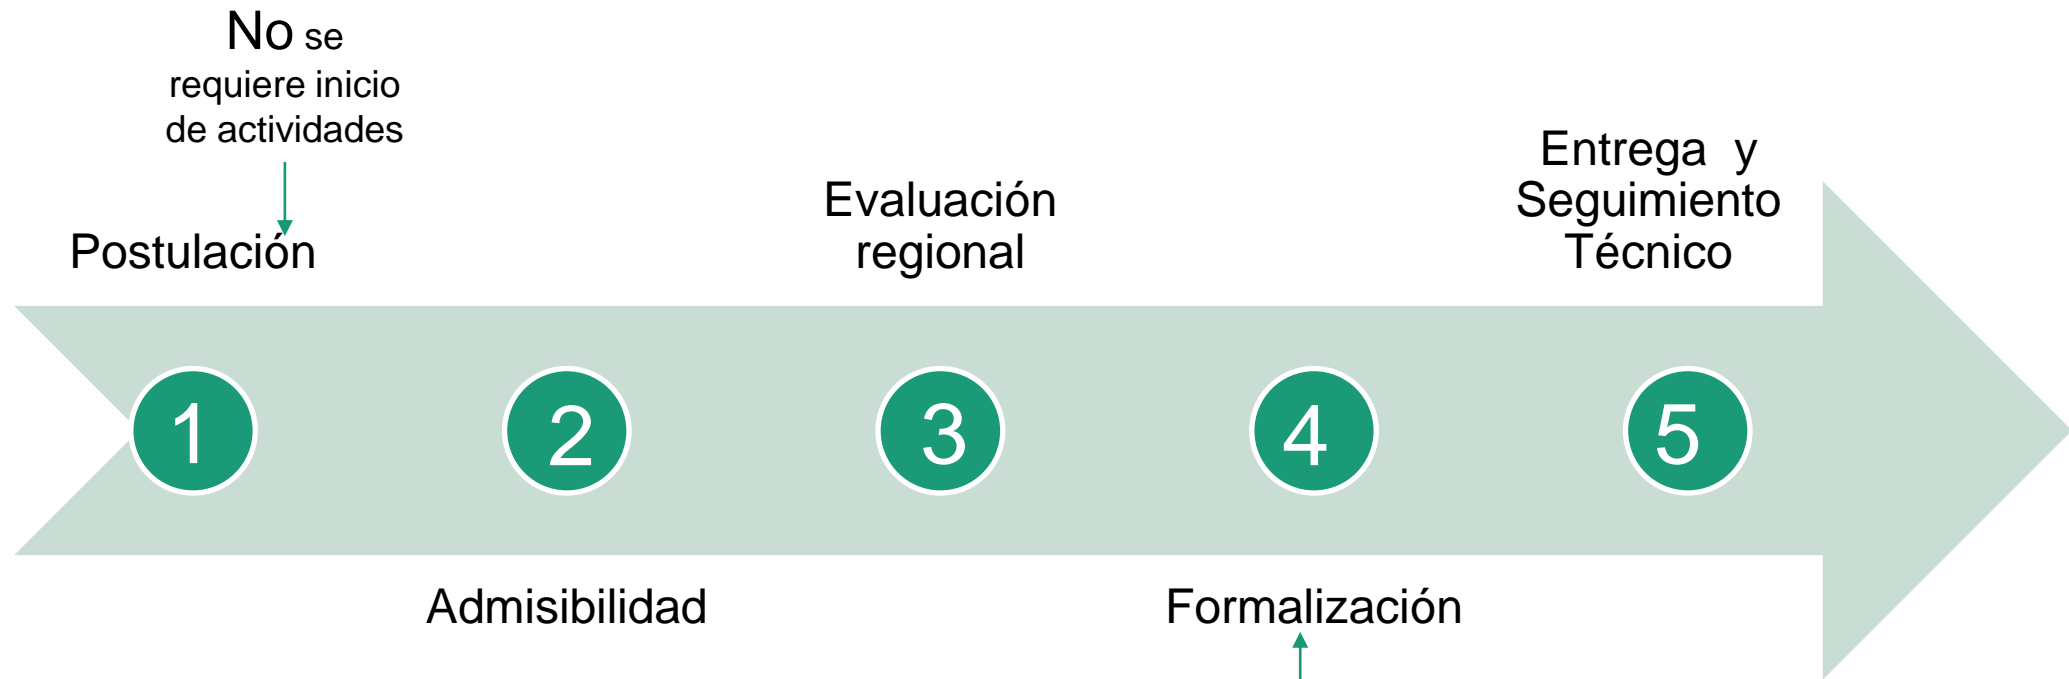 No se
requiere inicio
de actividades
Postulación
Evaluación
regional
Entrega y
Seguimiento
Técnico
1
2
3
4
5
Admisibilidad
Formalización